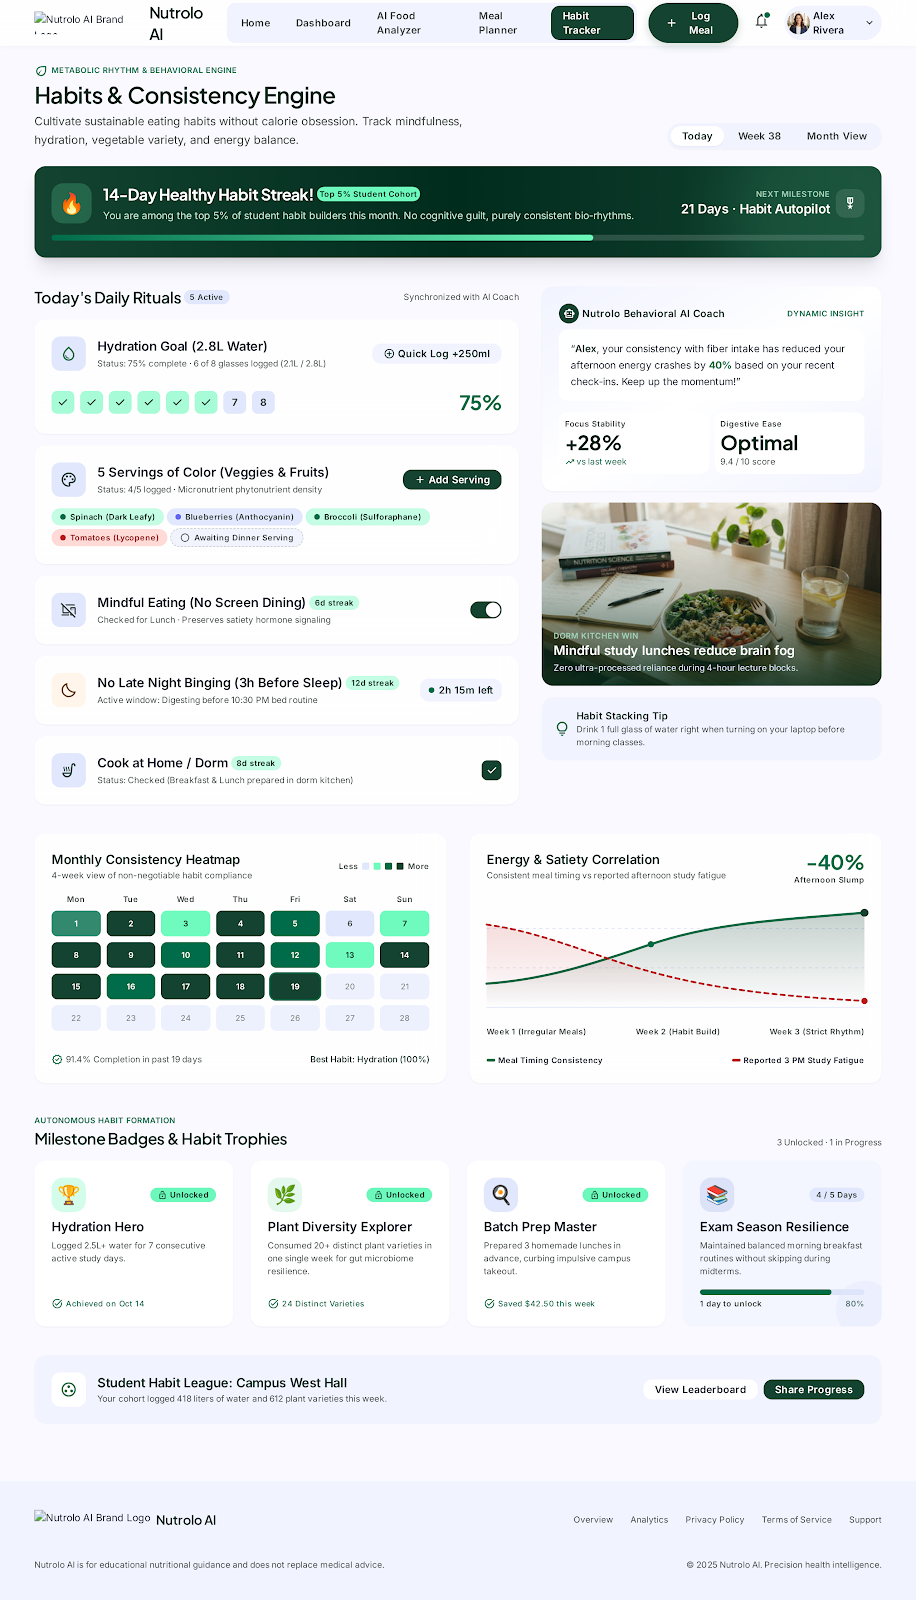 Nutrolo AI Brand
Nutrolo AI
Home
Dashboard
AI Food Analyzer
Meal Planner
Habit Tracker
Log Meal
Alex Rivera
METABOLIC RHYTHM & BEHAVIORAL ENGINE
Habits & Consistency Engine
Cultivate sustainable eating habits without calorie obsession. Track mindfulness,
hydration, vegetable variety, and energy balance.
Today
Week 38
Month View
14-Day Healthy Habit Streak!
Top 5% Student Cohort
You are among the top 5% of student habit builders this month. No cognitive guilt, purely consistent bio-rhythms.
NEXT MILESTONE
21 Days · Habit Autopilot
Today's Daily Rituals
5 Active
Synchronized with AI Coach
Hydration Goal (2.8L Water)
Status: 75% complete · 6 of 8 glasses logged (2.1L / 2.8L)
Quick Log +250ml
7
8
75%
5 Servings of Color (Veggies & Fruits)
Status: 4/5 logged · Micronutrient phytonutrient density
Add Serving
Spinach (Dark Leafy)
Blueberries (Anthocyanin)
Broccoli (Sulforaphane)
Tomatoes (Lycopene)
Awaiting Dinner Serving
Mindful Eating (No Screen Dining)
6d streak
Checked for Lunch · Preserves satiety hormone signaling
No Late Night Binging (3h Before Sleep)
12d streak
Active window: Digesting before 10:30 PM bed routine
2h 15m left
Cook at Home / Dorm
8d streak
Status: Checked (Breakfast & Lunch prepared in dorm kitchen)
Nutrolo Behavioral AI Coach
DYNAMIC INSIGHT
“Alex, your consistency with fiber intake has reduced your
afternoon energy crashes by 40% based on your recent
check-ins. Keep up the momentum!”
Focus Stability
+28%
vs last week
Digestive Ease
Optimal
9.4 / 10 score
NUTRITION SCIENCE
DORM KITCHEN WIN
Mindful study lunches reduce brain fog
Zero ultra-processed reliance during 4-hour lecture blocks.
Habit Stacking Tip
Drink 1 full glass of water right when turning on your laptop before
morning classes.
Monthly Consistency Heatmap
4-week view of non-negotiable habit compliance
Less
More
Mon Tue Wed Thu Fri Sat Sun
1 2 3 4 5 6 7
8 9 10 11 12 13 14
15 16 17 18 19 20 21
22 23 24 25 26 27 28
91.4% Completion in past 19 days
Best Habit: Hydration (100%)
Energy & Satiety Correlation
Consistent meal timing vs reported afternoon study fatigue
-40%
Afternoon Slump
Week 1 (Irregular Meals)
Week 2 (Habit Build)
Week 3 (Strict Rhythm)
Meal Timing Consistency
Reported 3 PM Study Fatigue
AUTONOMOUS HABIT FORMATION
Milestone Badges & Habit Trophies
3 Unlocked · 1 in Progress
Unlocked
Hydration Hero
Logged 2.5L+ water for 7 consecutive
active study days.
Achieved on Oct 14
Unlocked
Plant Diversity Explorer
Consumed 20+ distinct plant varieties in
one single week for gut microbiome
resilience.
24 Distinct Varieties
Unlocked
Batch Prep Master
Prepared 3 homemade lunches in
advance, curbing impulsive campus
takeout.
Saved $42.50 this week
4 / 5 Days
Exam Season Resilience
Maintained balanced morning breakfast
routines without skipping during
midterms.
1 day to unlock
80%
Student Habit League: Campus West Hall
Your cohort logged 418 liters of water and 612 plant varieties this week.
View Leaderboard
Share Progress
Nutrolo AI Brand Logo
Nutrolo AI
Overview
Analytics
Privacy Policy
Terms of Service
Support
Nutrolo AI is for educational nutritional guidance and does not replace medical advice.
© 2025 Nutrolo AI. Precision health intelligence.